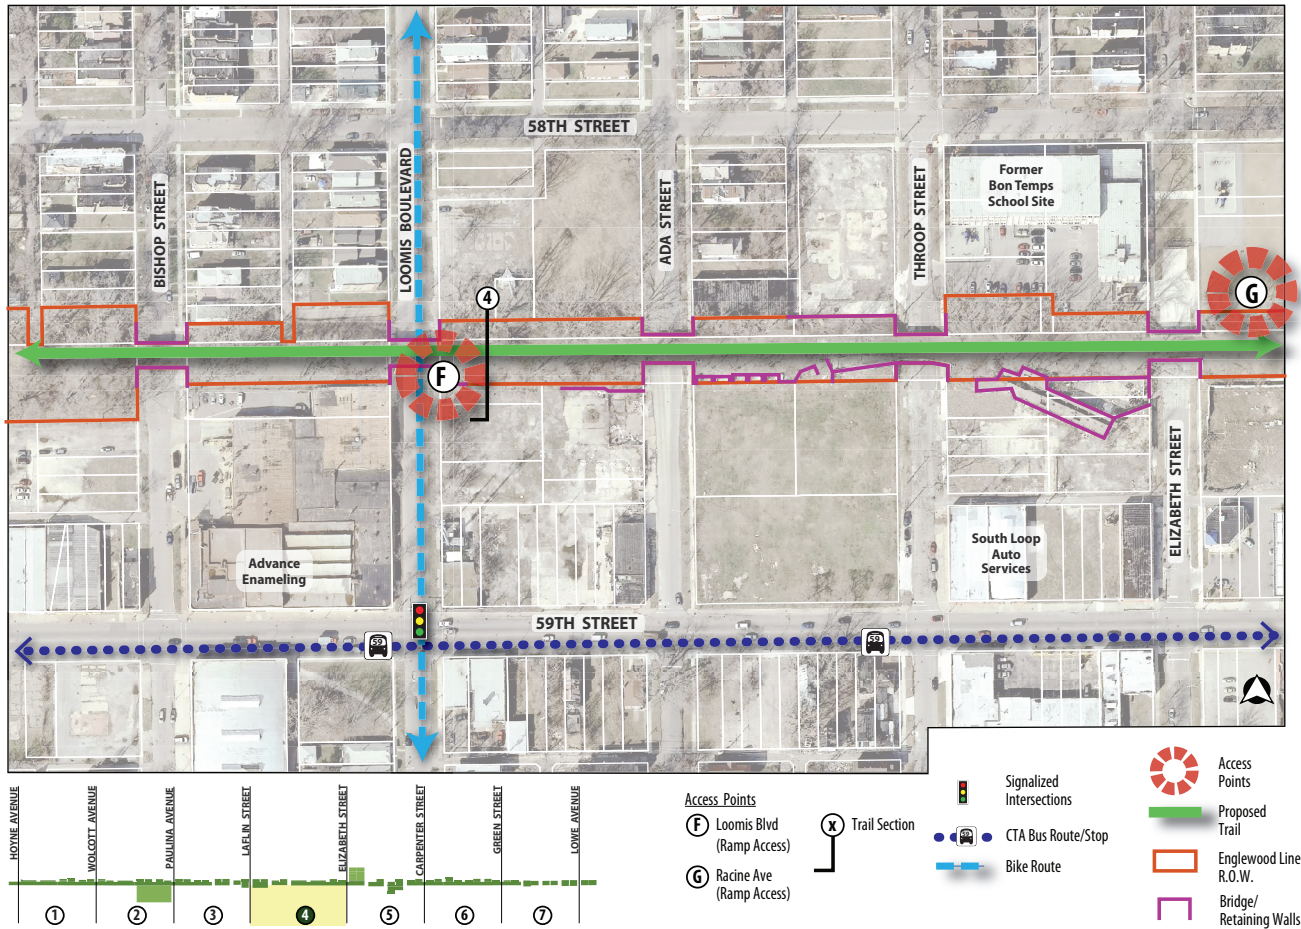 58TH STREET
BISHOP STREET
LOOMIS BOULEVARD
ADA STREET
THROOP STREET
Former
Bon Temps
School Site
4
G
F
ELIZABETH STREET
Advance
Enameling
South Loop
Auto
Services
59TH STREET
59
59
HOYNE AVENUE
WOLCOTT AVENUE
PAULINA AVENUE
LAFLIN STREET
ELIZABETH STREET
CARPENTER STREET
GREEN STREET
LOWE AVENUE
1
2
3
4
5
6
7
Access Points
F Loomis Blvd
(Ramp Access)
G Racine Ave
(Ramp Access)
x Trail Section
Signalized
Intersections
59 CTA Bus Route/Stop
Bike Route
Access
Points
Proposed
Trail
Englewood Line
R.O.W.
Bridge/
Retaining Walls